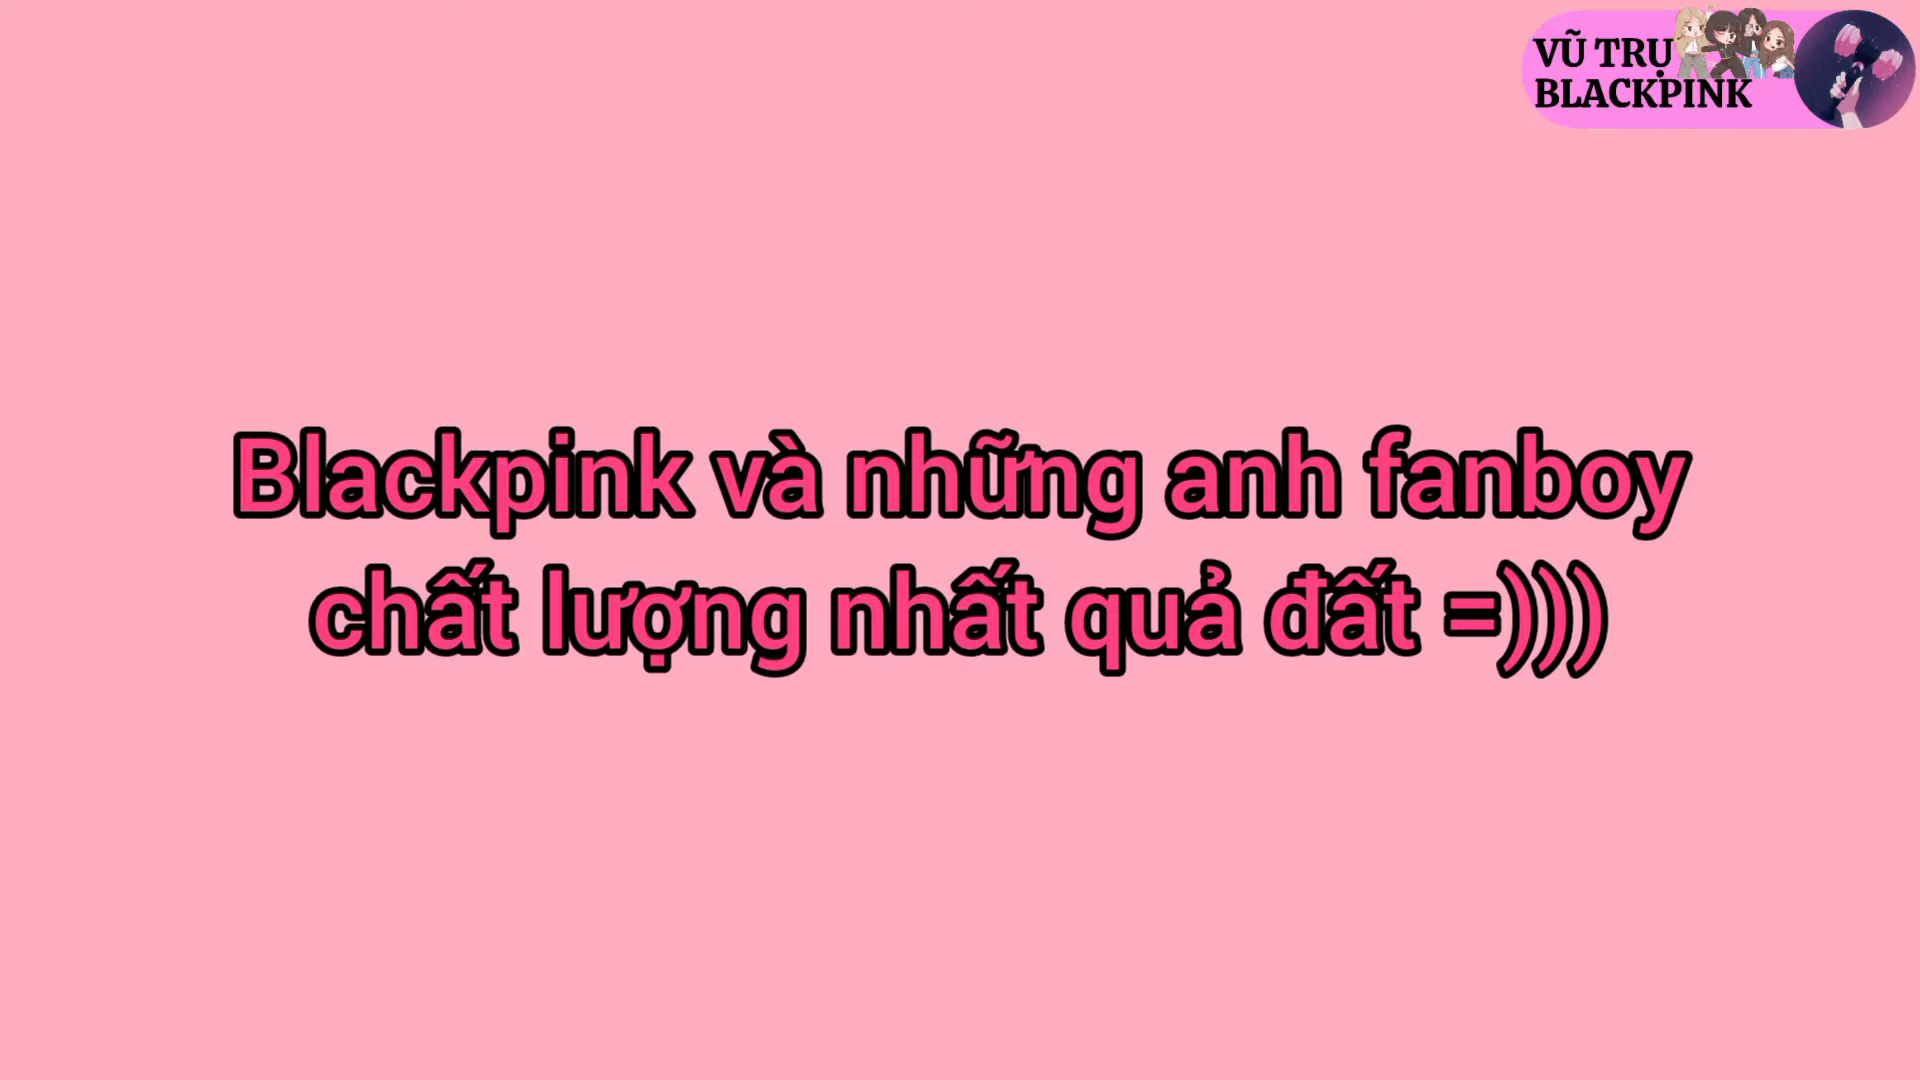 VŨ TRỤ
BLACKPINK
Blackpink và những anh fanboy
chất lượng nhất quả đất =)))